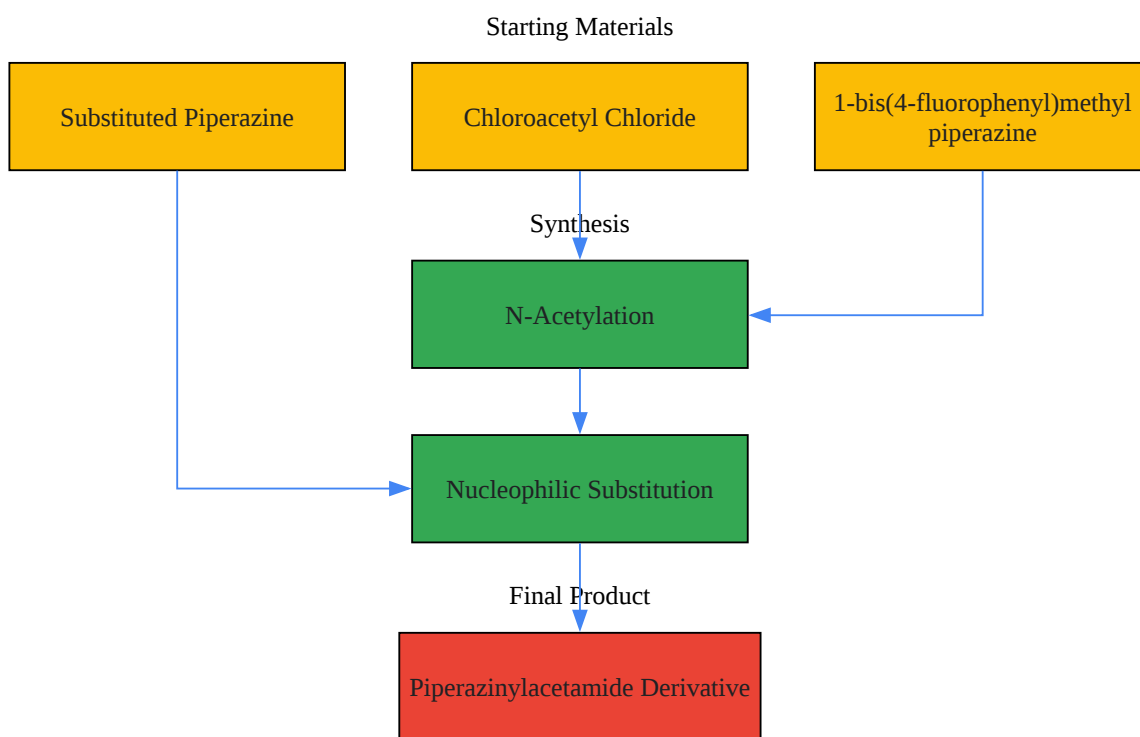 Starting Materials
Substituted Piperazine
Chloroacetyl Chloride
1-bis(4-fluorophenyl)methyl
piperazine
Synthesis
N-Acetylation
Nucleophilic Substitution
Final Product
Piperazinylacetamide Derivative